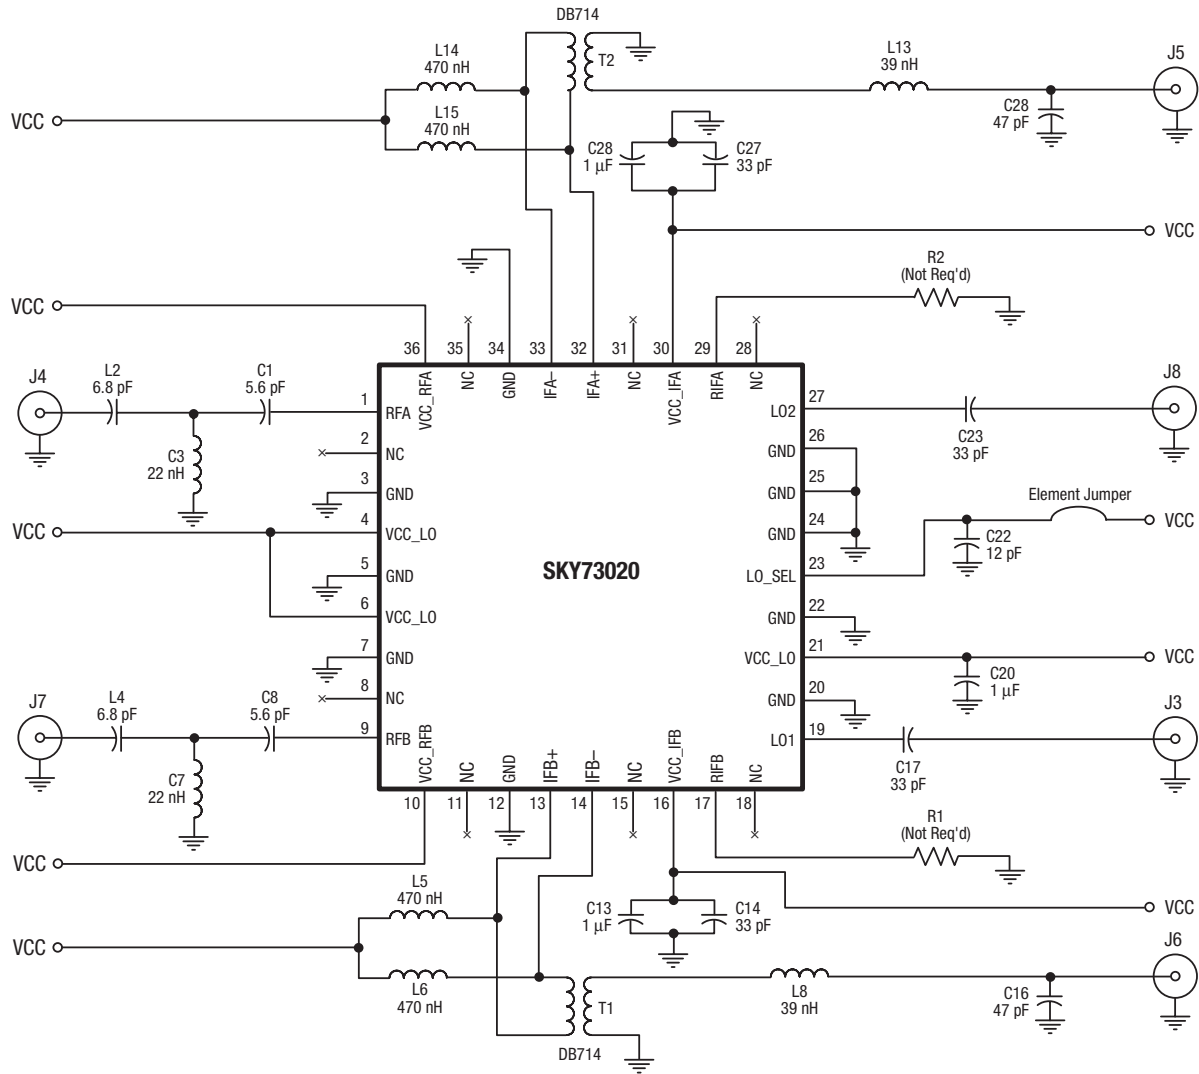 DB714
L14
470 nH
T2
L13
39 nH
J5
VCC
L15
470 nH
C28
1 μF
C27
33 pF
C28
47 pF
VCC
R2
(Not Req'd)
VCC
36
35
34
33
32
31
30
29
28
VCC_RFA
NC
GND
IFA–
IFA+
NC
VCC_IFA
RIFA
NC
J4
L2
6.8 pF
C1
5.6 pF
C3
22 nH
1
RFA
2
NC
3
GND
VCC
4
VCC_LO
5
GND
6
VCC_LO
7
GND
8
NC
9
RFB
J7
L4
6.8 pF
C8
5.6 pF
C7
22 nH
SKY73020
27
LO2
C23
33 pF
J8
26
GND
25
GND
24
GND
Element Jumper
VCC
C22
12 pF
23
LO_SEL
22
GND
21
VCC_LO
VCC
C20
1 μF
20
GND
19
LO1
C17
33 pF
J3
VCC_RFB
NC
GND
IFB+
IFB–
NC
VCC_IFB
RIFB
NC
10
11
12
13
14
15
16
17
18
R1
(Not Req'd)
VCC
L5
470 nH
C13
1 μF
C14
33 pF
VCC
VCC
L6
470 nH
T1
DB714
L8
39 nH
C16
47 pF
J6